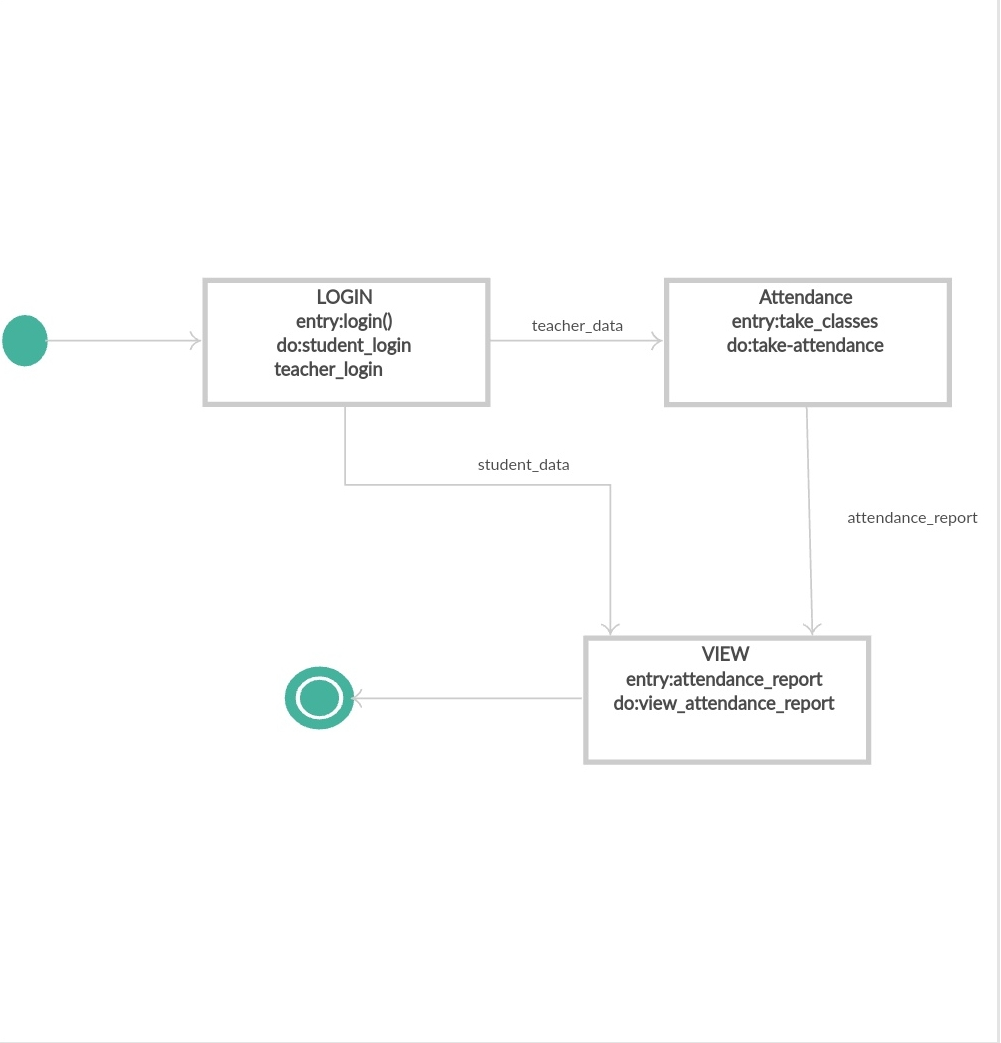 LOGIN
entry:login()
do:student_login
teacher_login
teacher_data
Attendance
entry:take_classes
do:take-attendance
student_data
attendance_report
VIEW
entry:attendance_report
do:view_attendance_report